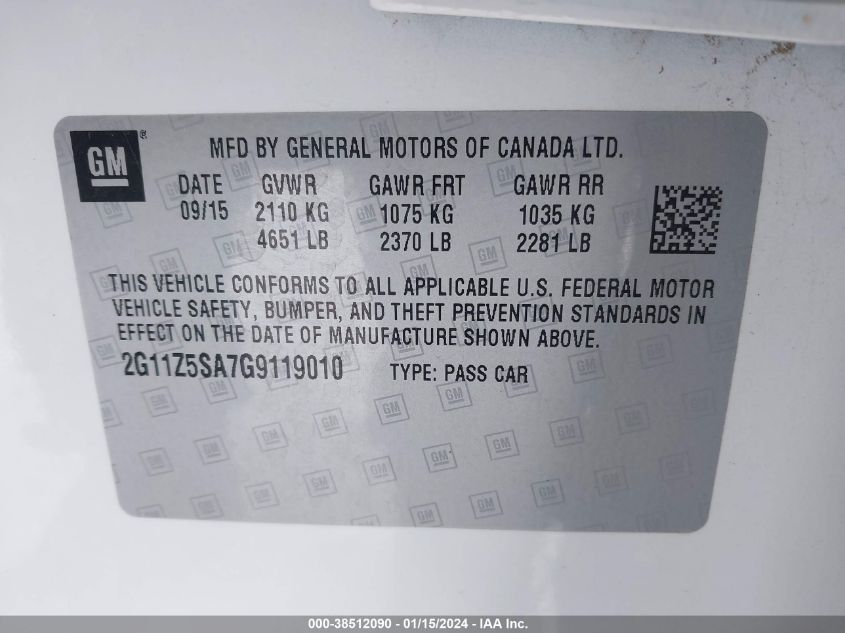 GM ®
MFD BY GENERAL MOTORS OF CANADA LTD.
DATE GVWR GAWR FRT GAWR RR
09/15 2110 KG 1075 KG 1035 KG
4651 LB 2370 LB 2281 LB
THIS VEHICLE CONFORMS TO ALL APPLICABLE U.S. FEDERAL MOTOR
VEHICLE SAFETY, BUMPER, AND THEFT PREVENTION STANDARDS IN
EFFECT ON THE DATE OF MANUFACTURE SHOWN ABOVE.
2G11Z5SA7G9119010 TYPE: PASS CAR
000-38512090 - 01/15/2024 - IAA Inc.